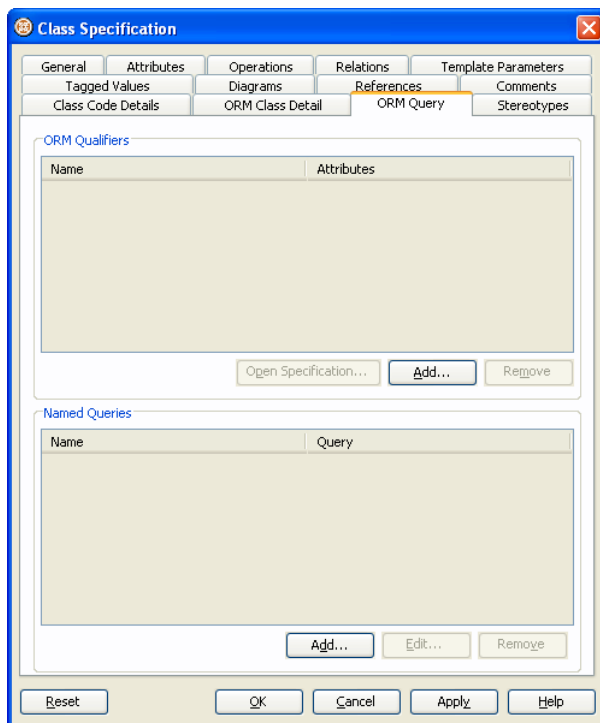 Class Specification
General Attributes Operations Relations Template Parameters
Tagged Values Diagrams References Comments
Class Code Details ORM Class Detail ORM Query Stereotypes
ORM Qualifiers
Name Attributes
Open Specification... Add... Remove
Named Queries
Name Query
Add... Edit... Remove
Reset OK Cancel Apply Help